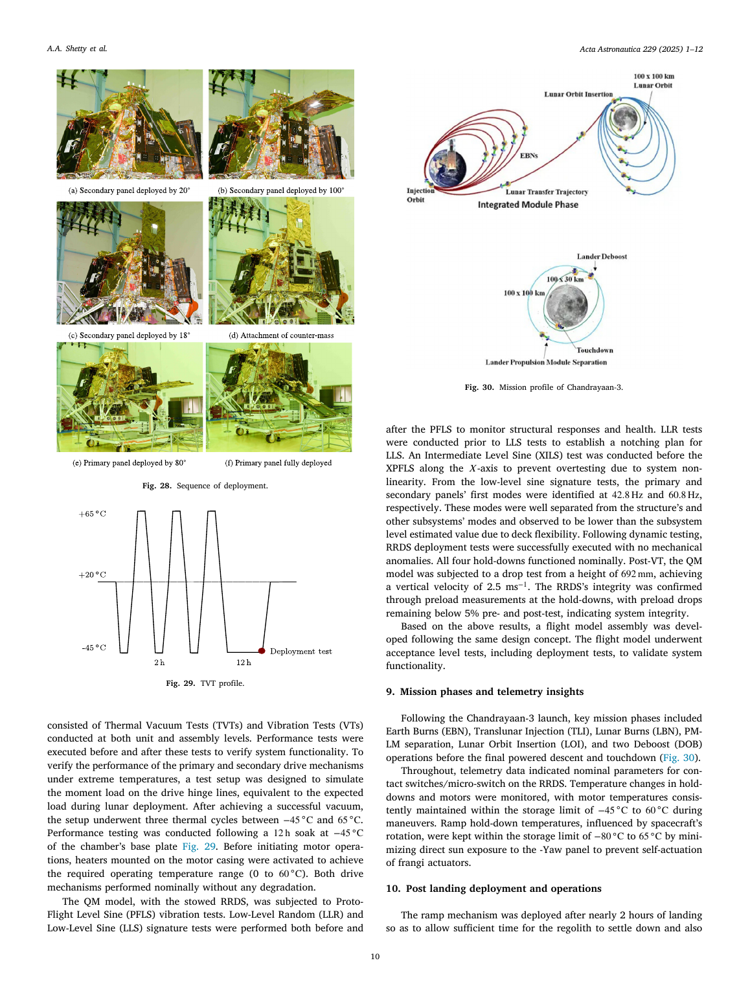 A.A. Shetty et al.
Acta Astronautica 229 (2025) 1–12
(a) Secondary panel deployed by 20°
(b) Secondary panel deployed by 100°
(c) Secondary panel deployed by 18°
(d) Attachment of counter-mass
(e) Primary panel deployed by 80°
(f) Primary panel fully deployed
Fig. 28. Sequence of deployment.
+65 °C
+20 °C
-45 °C
Deployment test
2 h
12 h
Fig. 29. TVT profile.
consisted of Thermal Vacuum Tests (TVTs) and Vibration Tests (VTs)
conducted at both unit and assembly levels. Performance tests were
executed before and after these tests to verify system functionality. To
verify the performance of the primary and secondary drive mechanisms
under extreme temperatures, a test setup was designed to simulate
the moment load on the drive hinge lines, equivalent to the expected
load during lunar deployment. After achieving a successful vacuum,
the setup underwent three thermal cycles between −45 °C and 65 °C.
Performance testing was conducted following a 12 h soak at −45 °C
of the chamber's base plate Fig. 29. Before initiating motor opera-
tions, heaters mounted on the motor casing were activated to achieve
the required operating temperature range (0 to 60 °C). Both drive
mechanisms performed nominally without any degradation.
The QM model, with the stowed RRDS, was subjected to Proto-
Flight Level Sine (PFLS) vibration tests. Low-Level Random (LLR) and
Low-Level Sine (LLS) signature tests were performed both before and
100 x 100 km
Lunar Orbit
Lunar Orbit Insertion
EBNs
Injection
Orbit
Lunar Transfer Trajectory
Integrated Module Phase
Lander Deboost
100 x 30 km
100 x 100 km
Touchdown
Lander Propulsion Module Separation
Fig. 30. Mission profile of Chandrayaan-3.
after the PFLS to monitor structural responses and health. LLR tests
were conducted prior to LLS tests to establish a notching plan for
LLS. An Intermediate Level Sine (XILS) test was conducted before the
XPFLS along the X-axis to prevent overtesting due to system non-
linearity. From the low-level sine signature tests, the primary and
secondary panels' first modes were identified at 42.8 Hz and 60.8 Hz,
respectively. These modes were well separated from the structure's and
other subsystems' modes and observed to be lower than the subsystem
level estimated value due to deck flexibility. Following dynamic testing,
RRDS deployment tests were successfully executed with no mechanical
anomalies. All four hold-downs functioned nominally. Post-VT, the QM
model was subjected to a drop test from a height of 692 mm, achieving
a vertical velocity of 2.5 ms⁻¹. The RRDS's integrity was confirmed
through preload measurements at the hold-downs, with preload drops
remaining below 5% pre- and post-test, indicating system integrity.
Based on the above results, a flight model assembly was devel-
oped following the same design concept. The flight model underwent
acceptance level tests, including deployment tests, to validate system
functionality.
9. Mission phases and telemetry insights
Following the Chandrayaan-3 launch, key mission phases included
Earth Burns (EBN), Translunar Injection (TLI), Lunar Burns (LBN), PM-
LM separation, Lunar Orbit Insertion (LOI), and two Deboost (DOB)
operations before the final powered descent and touchdown (Fig. 30).
Throughout, telemetry data indicated nominal parameters for con-
tact switches/micro-switch on the RRDS. Temperature changes in hold-
downs and motors were monitored, with motor temperatures consis-
tently maintained within the storage limit of −45 °C to 60 °C during
maneuvers. Ramp hold-down temperatures, influenced by spacecraft's
rotation, were kept within the storage limit of −80 °C to 65 °C by mini-
mizing direct sun exposure to the -Yaw panel to prevent self-actuation
of frangi actuators.
10. Post landing deployment and operations
The ramp mechanism was deployed after nearly 2 hours of landing
so as to allow sufficient time for the regolith to settle down and also
10